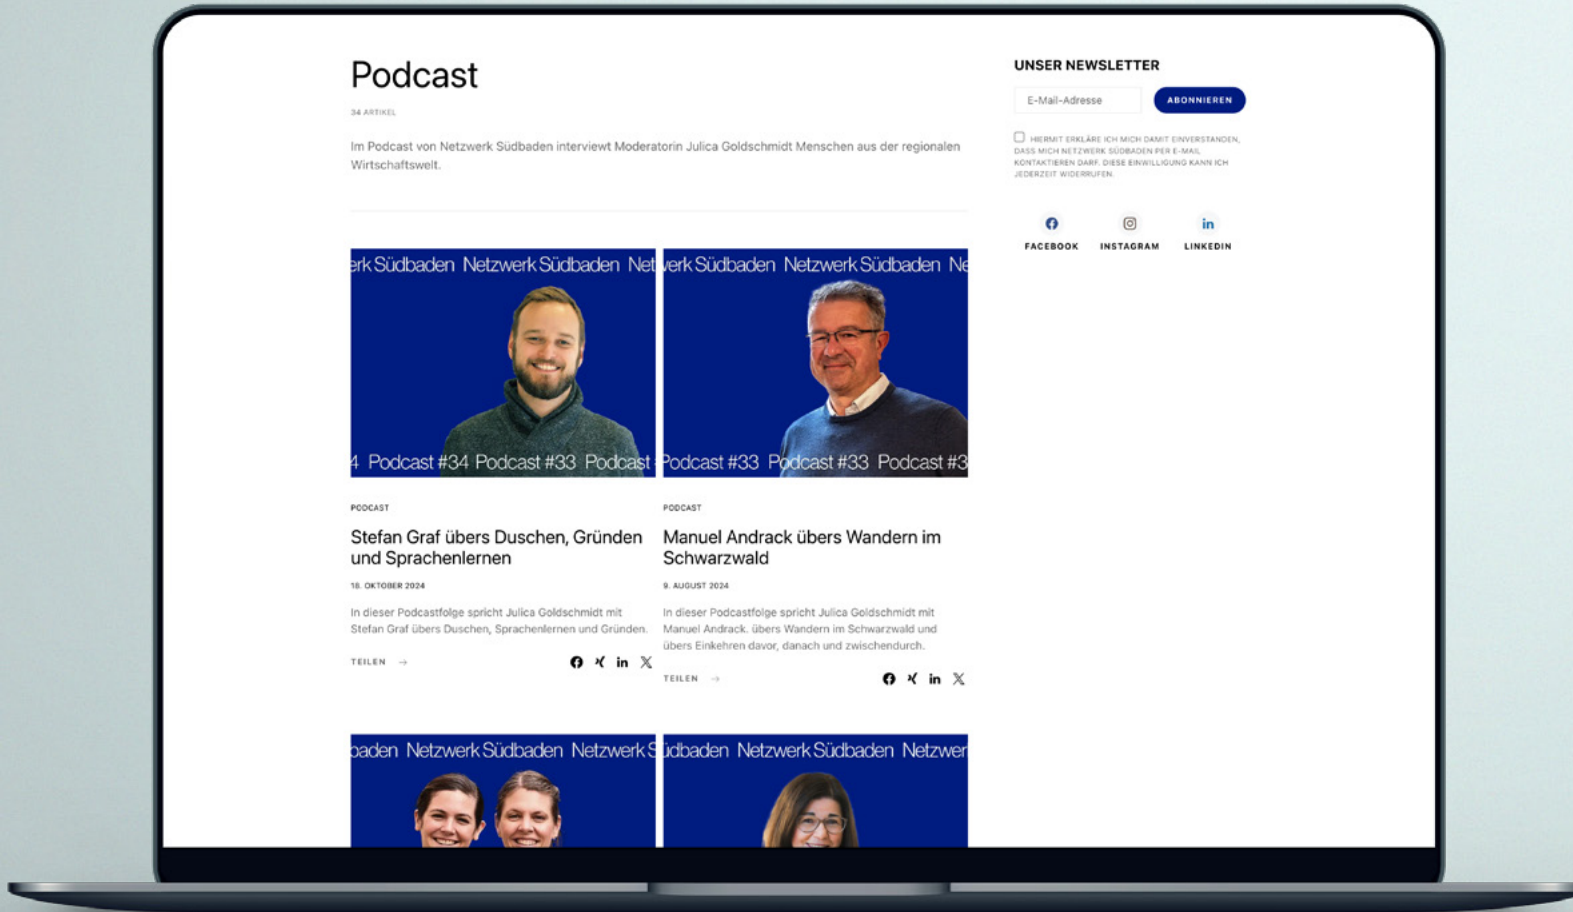 Podcast
34 ARTIKEL
Im Podcast von Netzwerk Südbaden interviewt Moderatorin Julica Goldschmidt Menschen aus der regionalen
Wirtschaftswelt.
UNSER NEWSLETTER
E-Mail-Adresse
ABONNIEREN
HIERMIT ERKLÄRE ICH MICH DAMIT EINVERSTANDEN,
DASS MICH NETZWERK SÜDBADEN PER E-MAIL
KONTAKTIEREN DARF. DIESE EINWILLIGUNG KANN ICH
JEDERZEIT WIDERRUFEN.
FACEBOOK INSTAGRAM LINKEDIN
erk Südbaden Netzwerk Südbaden Net
4 Podcast #34 Podcast #33 Podcast
PODCAST
Stefan Graf übers Duschen, Gründen
und Sprachenlernen
18. OKTOBER 2024
In dieser Podcastfolge spricht Julica Goldschmidt mit
Stefan Graf übers Duschen, Sprachenlernen und Gründen.
TEILEN
verk Südbaden Netzwerk Südbaden Ne
Podcast #33 Podcast #33 Podcast #3
PODCAST
Manuel Andrack übers Wandern im
Schwarzwald
9. AUGUST 2024
In dieser Podcastfolge spricht Julica Goldschmidt mit
Manuel Andrack. übers Wandern im Schwarzwald und
übers Einkehren davor, danach und zwischendurch.
TEILEN
baden Netzwerk Südbaden Netzwerk S
üdbaden Netzwerk Südbaden Netzwer